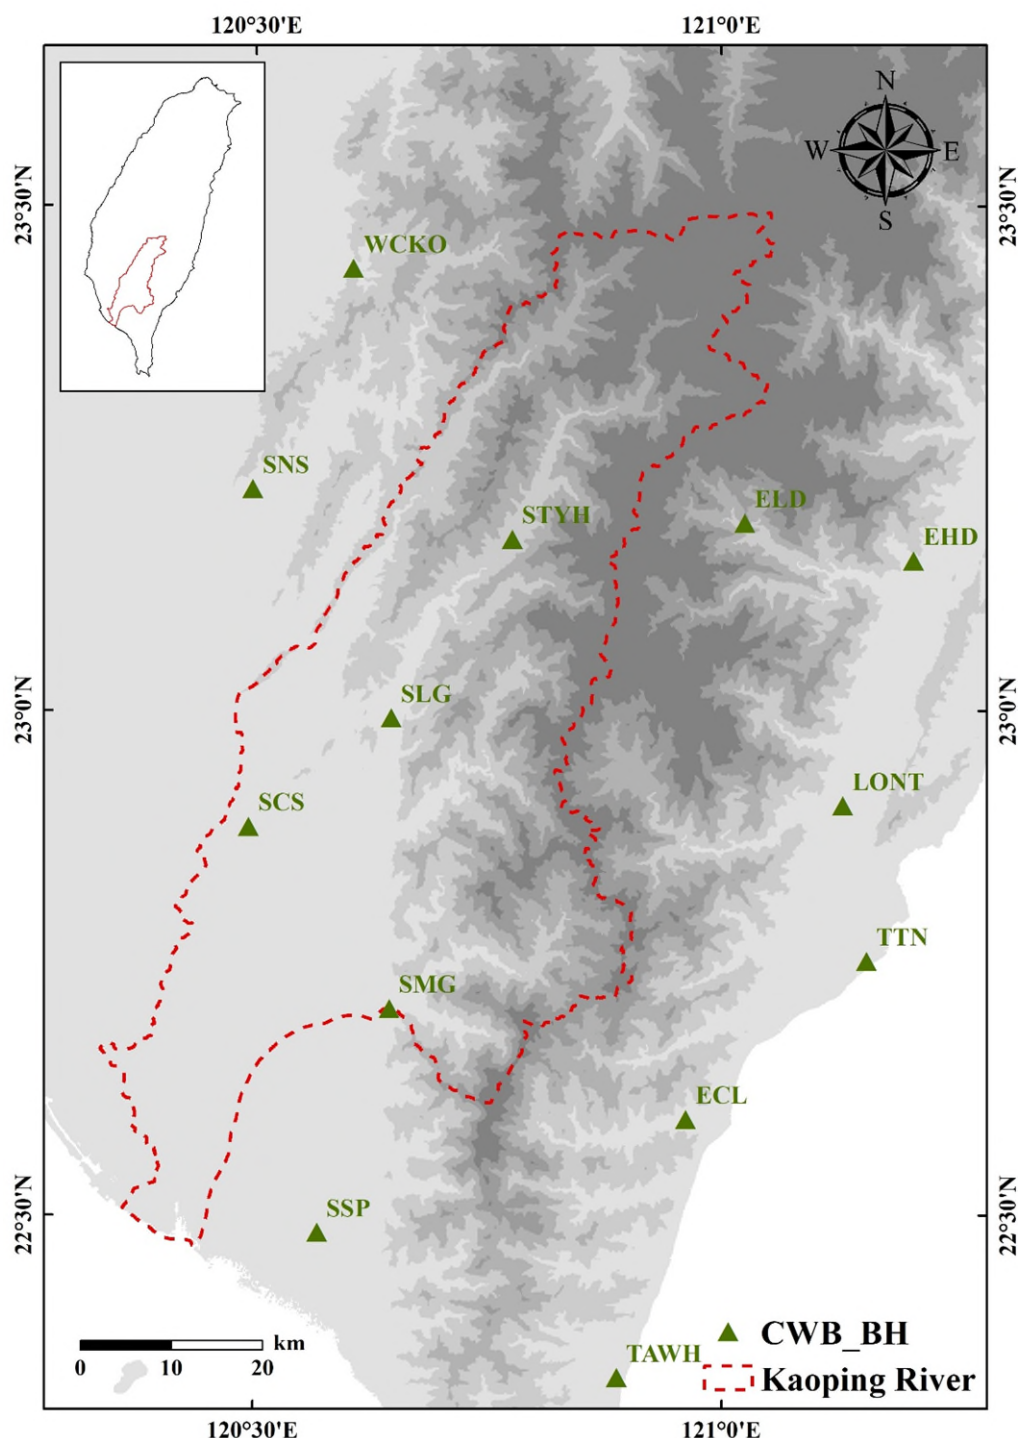 120°30'E 121°0'E
N
W E
S
23°30'N 23°30'N
WCKO
SNS
ELD
STYH
EHD
SLG
23°0'N 23°0'N
LONT
SCS
TTN
SMG
ECL
SSP
22°30'N 22°30'N
CWB_BH
km
0 10 20
TAWH
Kaoping River
120°30'E 121°0'E